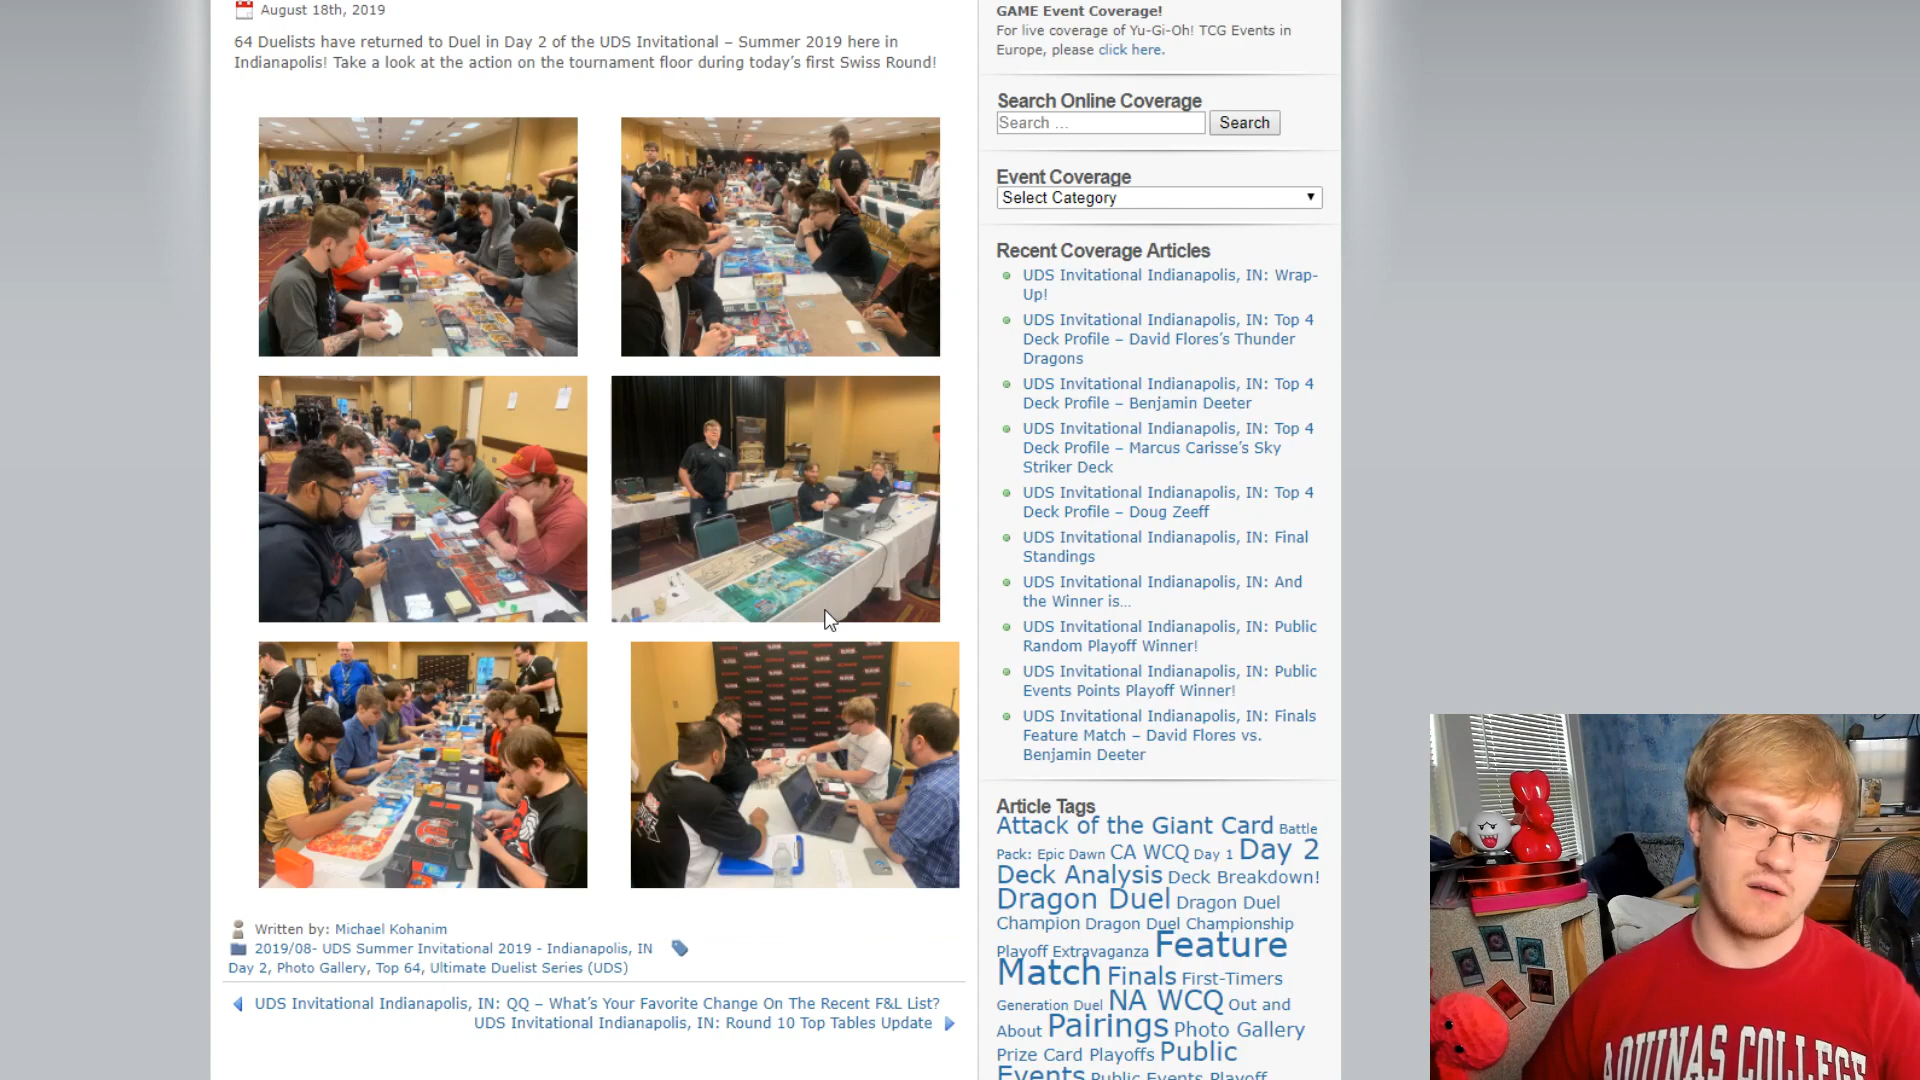 August 18th, 2019
64 Duelists have returned to Duel in Day 2 of the UDS Invitational – Summer 2019 here in
Indianapolis! Take a look at the action on the tournament floor during today's first Swiss Round!
Written by: Michael Kohanim
2019/08- UDS Summer Invitational 2019 - Indianapolis, IN
Day 2, Photo Gallery, Top 64, Ultimate Duelist Series (UDS)
UDS Invitational Indianapolis, IN: QQ – What's Your Favorite Change On The Recent F&L List?
UDS Invitational Indianapolis, IN: Round 10 Top Tables Update
GAME Event Coverage!
For live coverage of Yu-Gi-Oh! TCG Events in
Europe, please click here.
Search Online Coverage
Search ...
Search
Event Coverage
Select Category
Recent Coverage Articles
UDS Invitational Indianapolis, IN: Wrap-
Up!
UDS Invitational Indianapolis, IN: Top 4
Deck Profile – David Flores's Thunder
Dragons
UDS Invitational Indianapolis, IN: Top 4
Deck Profile – Benjamin Deeter
UDS Invitational Indianapolis, IN: Top 4
Deck Profile – Marcus Carisse's Sky
Striker Deck
UDS Invitational Indianapolis, IN: Top 4
Deck Profile – Doug Zeeff
UDS Invitational Indianapolis, IN: Final
Standings
UDS Invitational Indianapolis, IN: And
the Winner is...
UDS Invitational Indianapolis, IN: Public
Random Playoff Winner!
UDS Invitational Indianapolis, IN: Public
Events Points Playoff Winner!
UDS Invitational Indianapolis, IN: Finals
Feature Match – David Flores vs.
Benjamin Deeter
Article Tags
Attack of the Giant Card Battle
Pack: Epic Dawn CA WCQ Day 1 Day 2
Deck Analysis Deck Breakdown!
Dragon Duel Dragon Duel
Champion Dragon Duel Championship
Playoff Extravaganza Feature
Match Finals First-Timers
Generation Duel NA WCQ Out and
About Pairings Photo Gallery
Prize Card Playoffs Public
Events Public Events Playoff
AQUINAS COLLEGE